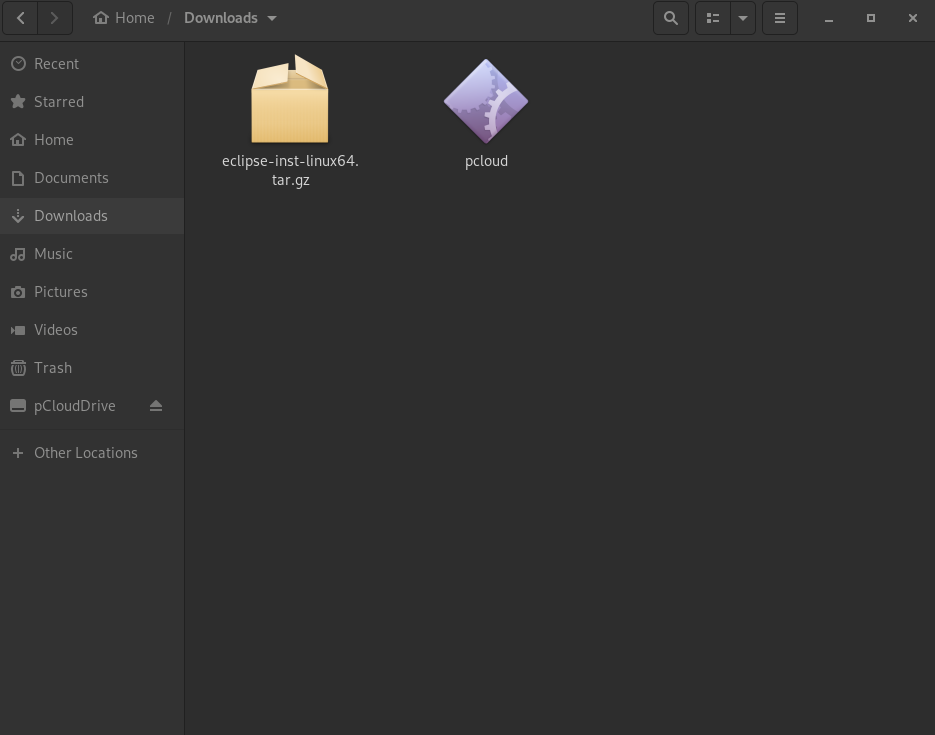 Home / Downloads
Recent
Starred
Home
Documents
Downloads
Music
Pictures
Videos
Trash
pCloudDrive
Other Locations
eclipse-inst-linux64.
tar.gz
pcloud